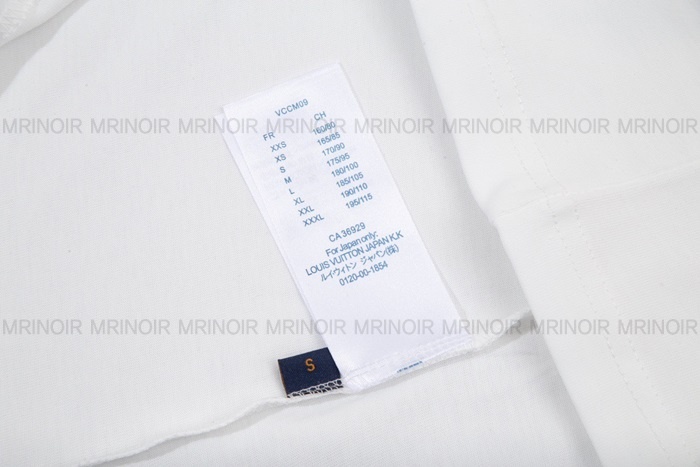 VCCM09
FR CH
XXS 160/80
XS 165/85
S 170/90
M 175/95
L 180/100
XL 185/105
XXL 190/110
XXXL 195/115
CA 36929
For Japan only:
LOUIS VUITTON JAPAN K.K
ルイヴィトン ジャパン(株)
0120-00-1854
S
MRINOIR MRINOIR MRINOIR MRINOIR MRINOIR MRINOIR MRINOIR MRINOIR
MRINOIR MRINOIR MRINOIR MRINOIR MRINOIR MRINOIR MRINOIR MRINOIR